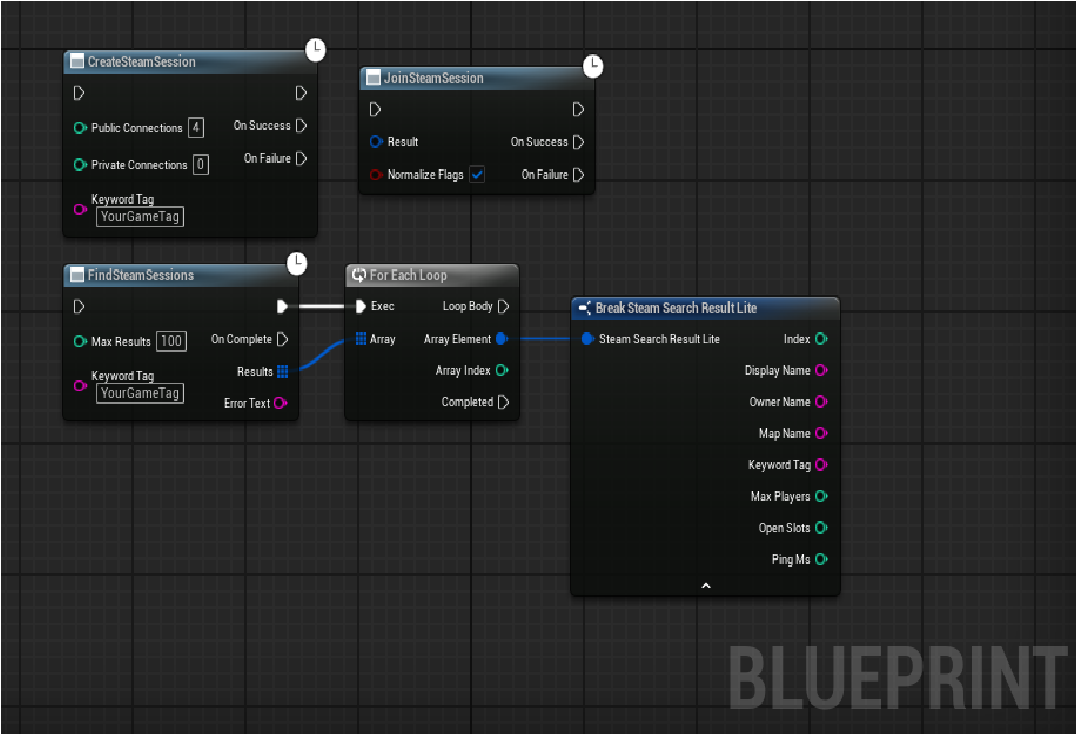 CreateSteamSession
Public Connections 4 On Success
Private Connections 0 On Failure
Keyword Tag
YourGameTag
JoinSteamSession
Result On Success
Normalize Flags On Failure
FindSteamSessions
Max Results 100 On Complete
Results
Keyword Tag
YourGameTag
Error Text
For Each Loop
Exec Loop Body
Array Array Element
Array Index
Completed
Break Steam Search Result Lite
Steam Search Result Lite Index
Display Name
Owner Name
Map Name
Keyword Tag
Max Players
Open Slots
Ping Ms
BLUEPRINT